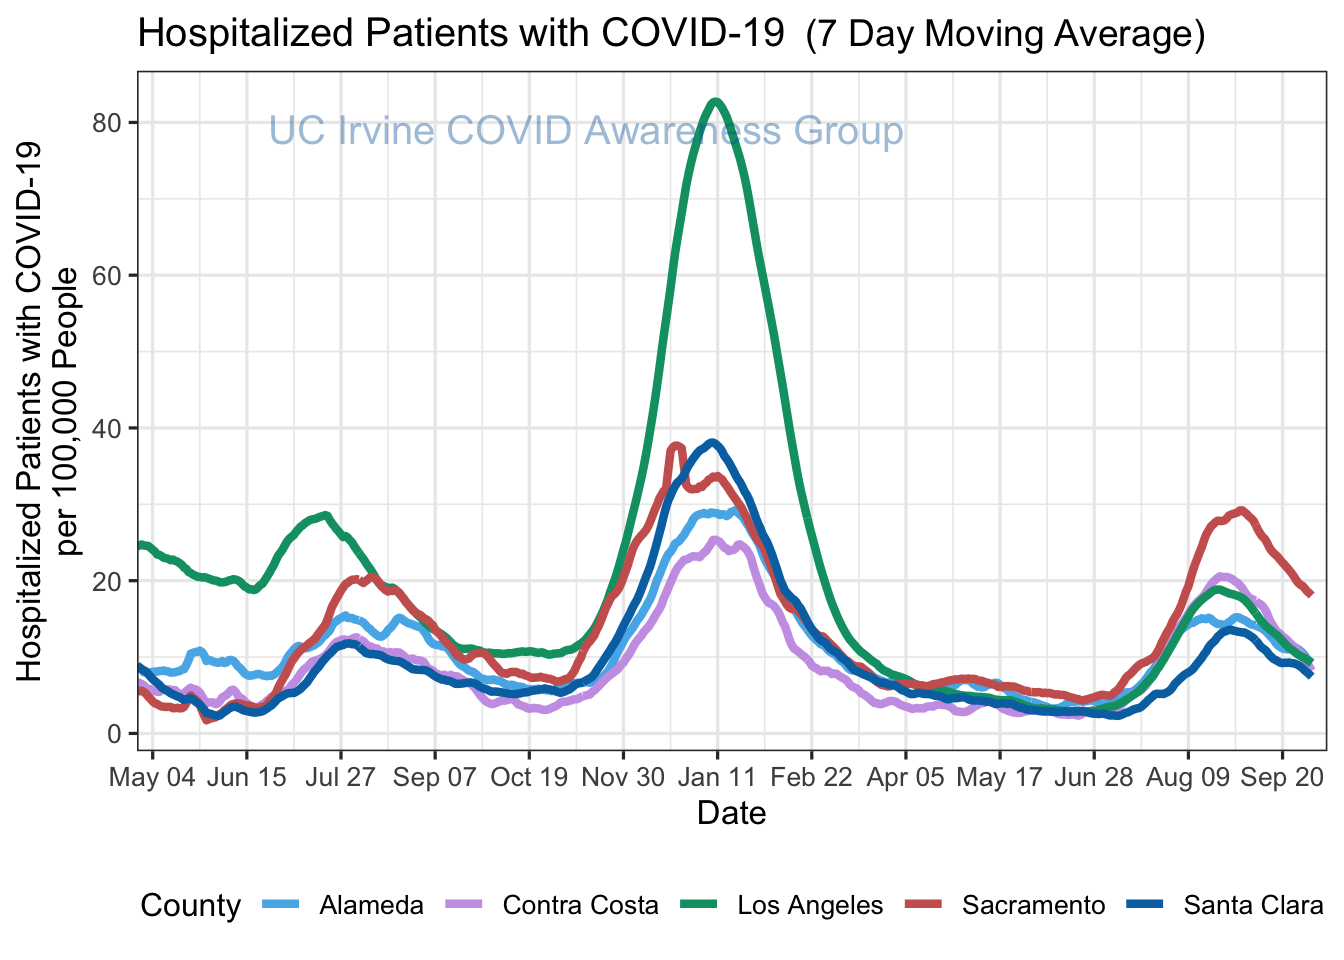 Hospitalized Patients with COVID-19  (7 Day Moving Average)
UC Irvine COVID Awareness Group
Hospitalized Patients with COVID-19
per 100,000 People
80
60
40
20
0
May 04 Jun 15 Jul 27 Sep 07 Oct 19 Nov 30 Jan 11 Feb 22 Apr 05 May 17 Jun 28 Aug 09 Sep 20
Date
County Alameda Contra Costa Los Angeles Sacramento Santa Clara